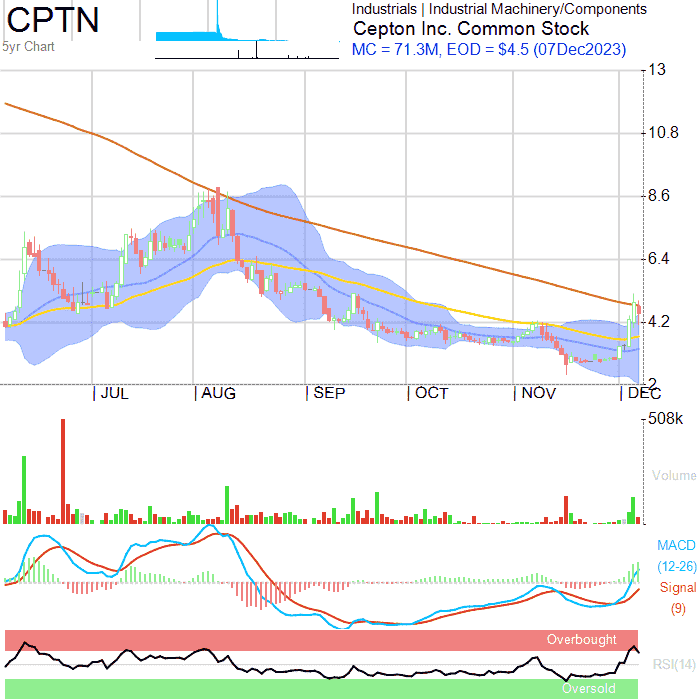 CPTN
Industrials | Industrial Machinery/Components
Cepton Inc. Common Stock
5yr Chart
MC = 71.3M, EOD = $4.5 (07Dec2023)
13
10.8
8.6
6.4
4.2
2
JUL
AUG
SEP
OCT
NOV
DEC
508k
Volume
MACD
(12-26)
Signal
(9)
Overbought
RSI(14)
Oversold